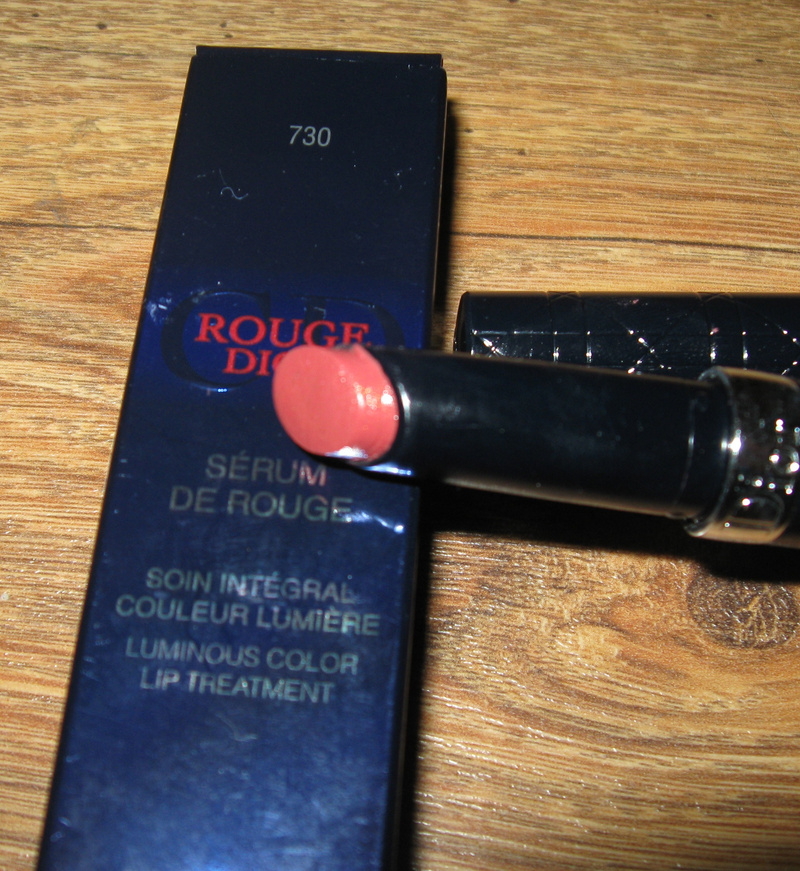 730
ROUGE
SÉRUM
DE ROUGE
SOIN INTÉGRAL
COULEUR LUMIÈRE
LUMINOUS COLOR
LIP TREATMENT